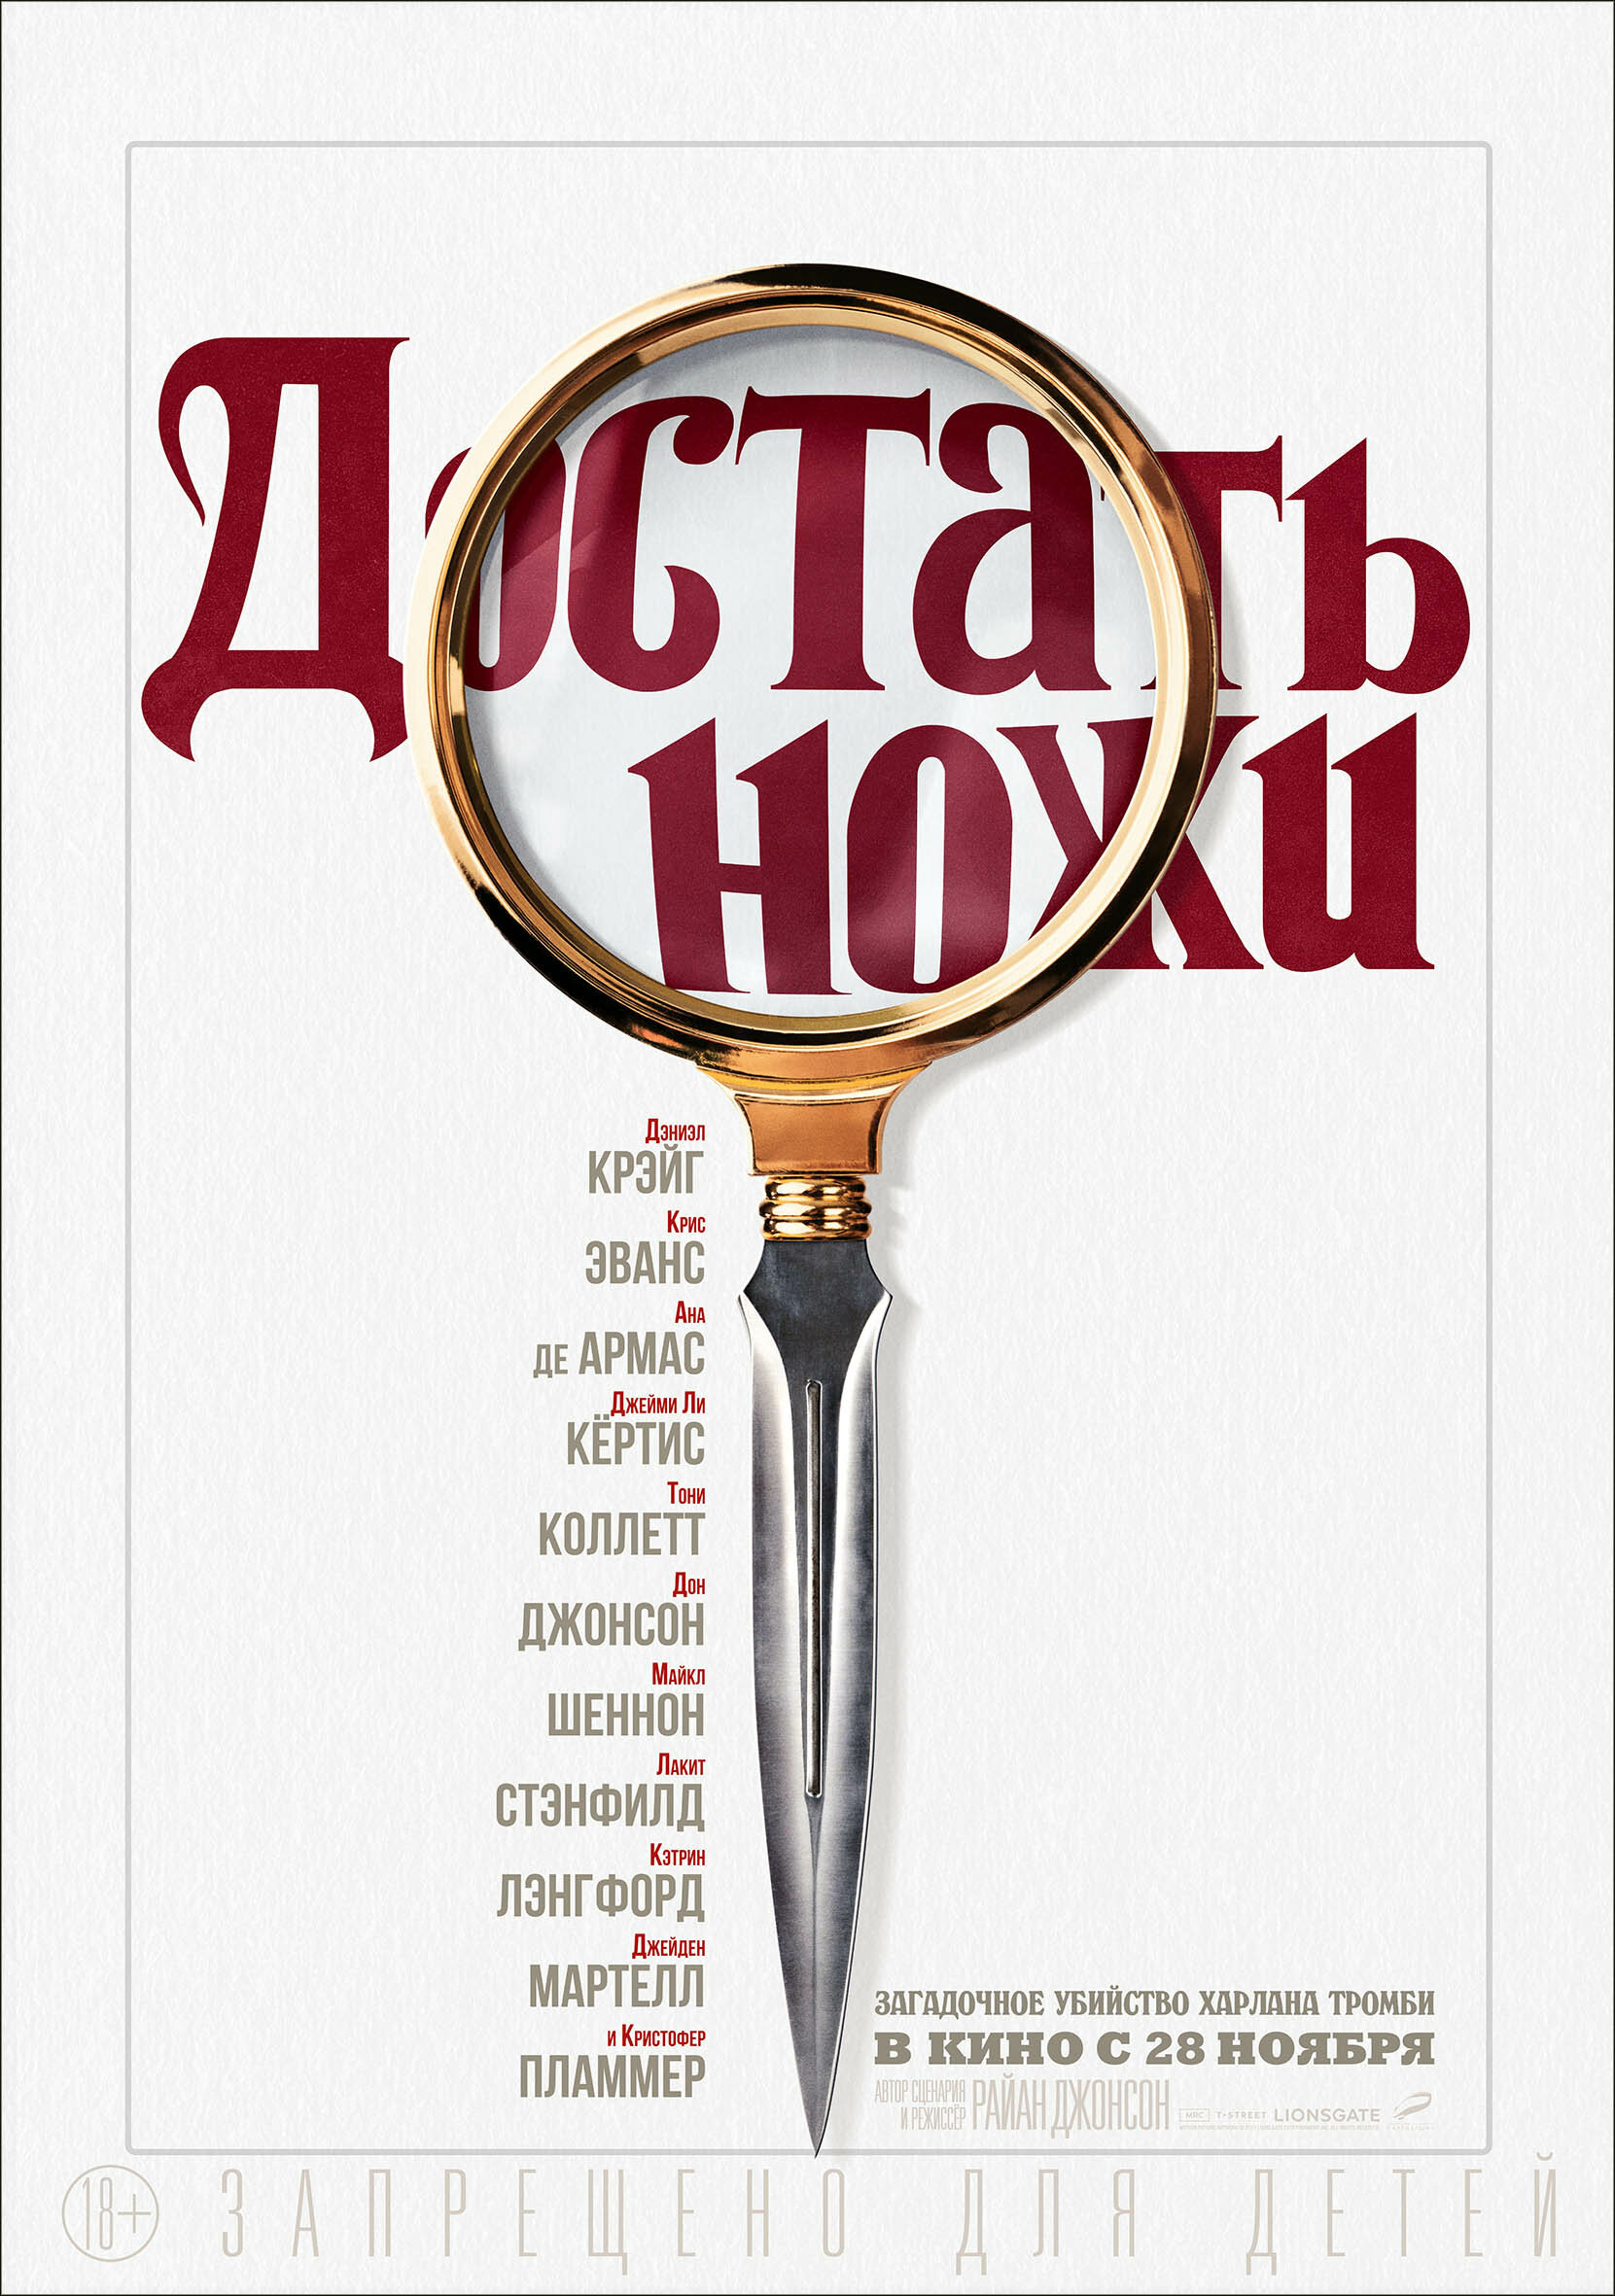 Достать
ножи
Дэниэл
КРЭЙГ
Крис
ЭВАНС
Ана
ДЕ АРМАС
Джейми Ли
КЁРТИС
Тони
КОЛЛЕТТ
Дон
ДЖОНСОН
Майкл
ШЕННОН
Лакит
СТЭНФИЛД
Кэтрин
ЛЭНГФОРД
Джейден
МАРТЕЛЛ
и Кристофер
ПЛАММЕР
ЗАГАДОЧНОЕ УБИЙСТВО ХАРЛАНА ТРОМБИ
В КИНО С 28 НОЯБРЯ
АВТОР СЦЕНАРИЯ
И РЕЖИССЁР РАЙАН ДЖОНСОН
MRC T-STREET LIONSGATE
18+ ЗАПРЕЩЕНО ДЛЯ ДЕТЕЙ